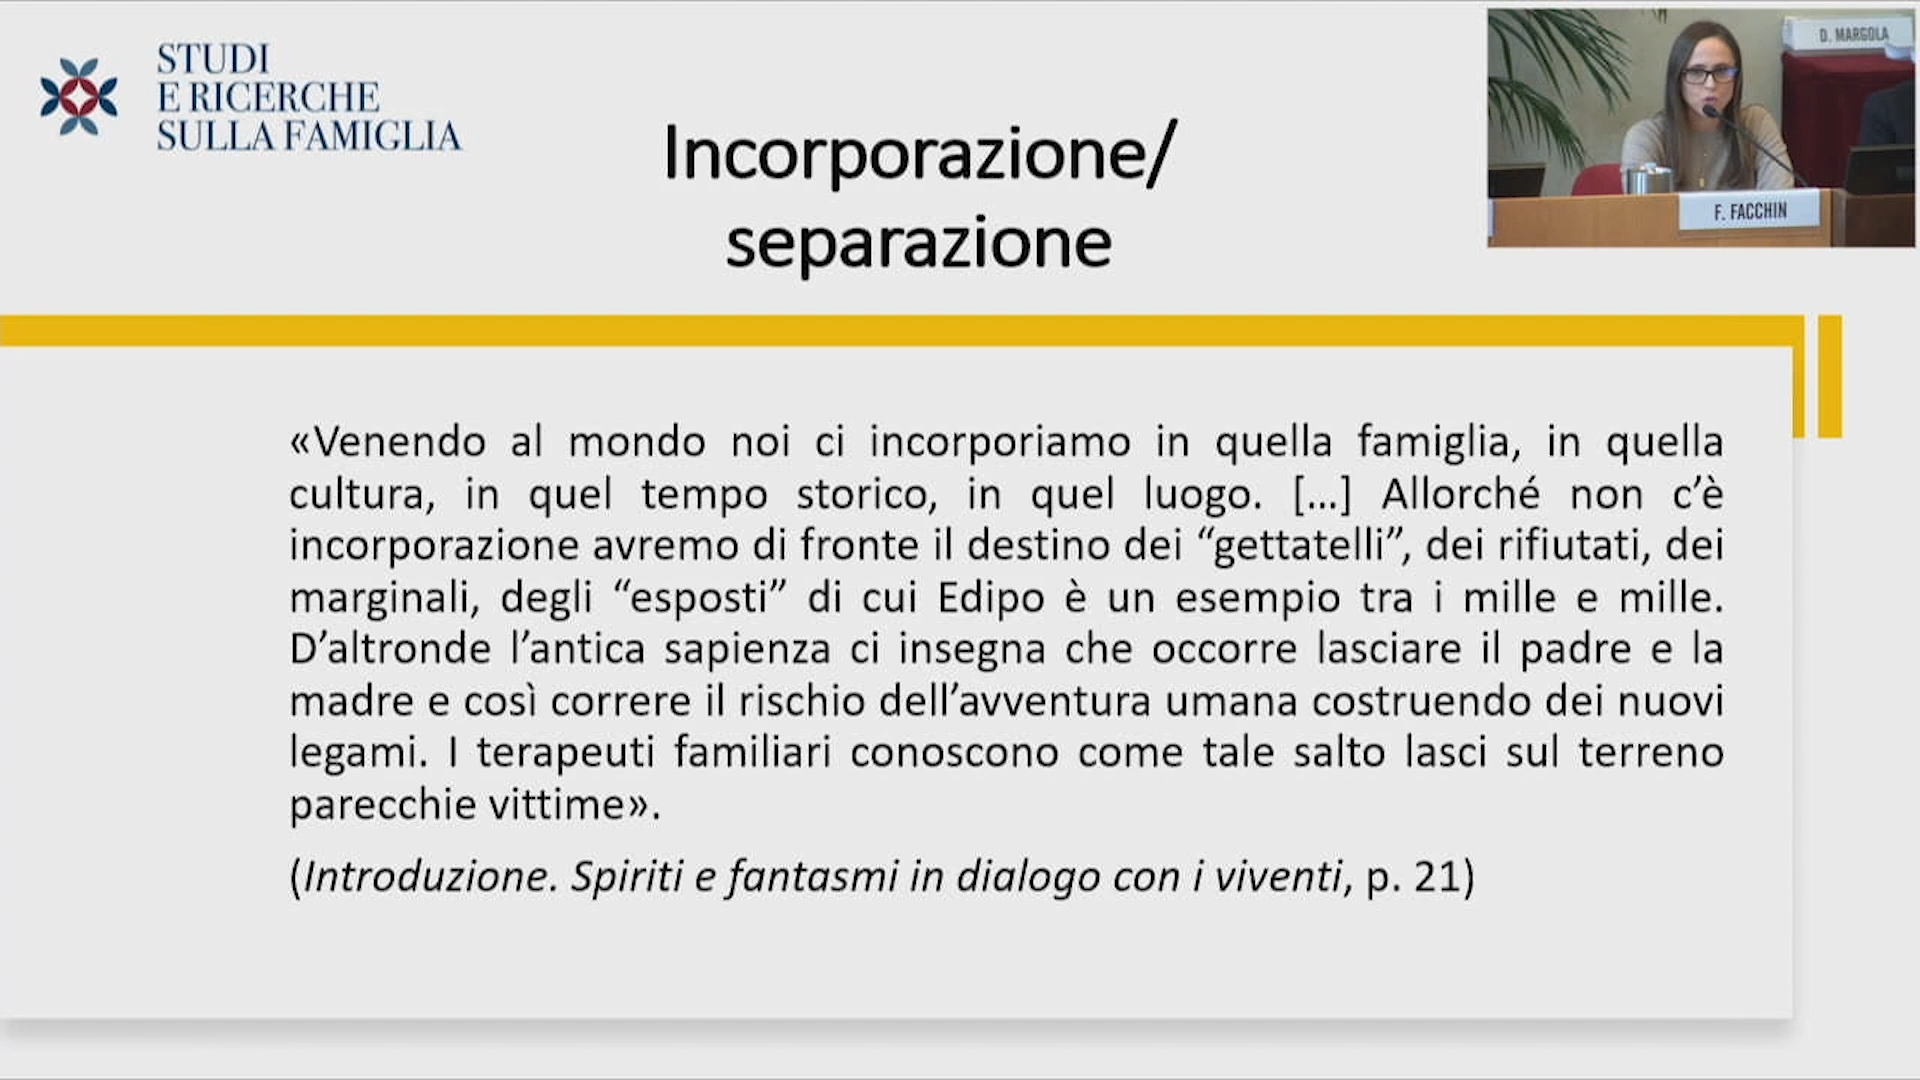 STUDI
E RICERCHE
SULLA FAMIGLIA
Incorporazione/
separazione
D. MARGOLA
F. FACCHIN
«Venendo al mondo noi ci incorporiamo in quella famiglia, in quella
cultura, in quel tempo storico, in quel luogo. [...] Allorché non c’è
incorporazione avremo di fronte il destino dei “gettatelli”, dei rifiutati, dei
marginali, degli “esposti” di cui Edipo è un esempio tra i mille e mille.
D’altronde l’antica sapienza ci insegna che occorre lasciare il padre e la
madre e così correre il rischio dell’avventura umana costruendo dei nuovi
legami. I terapeuti familiari conoscono come tale salto lasci sul terreno
parecchie vittime».
(Introduzione. Spiriti e fantasmi in dialogo con i viventi, p. 21)